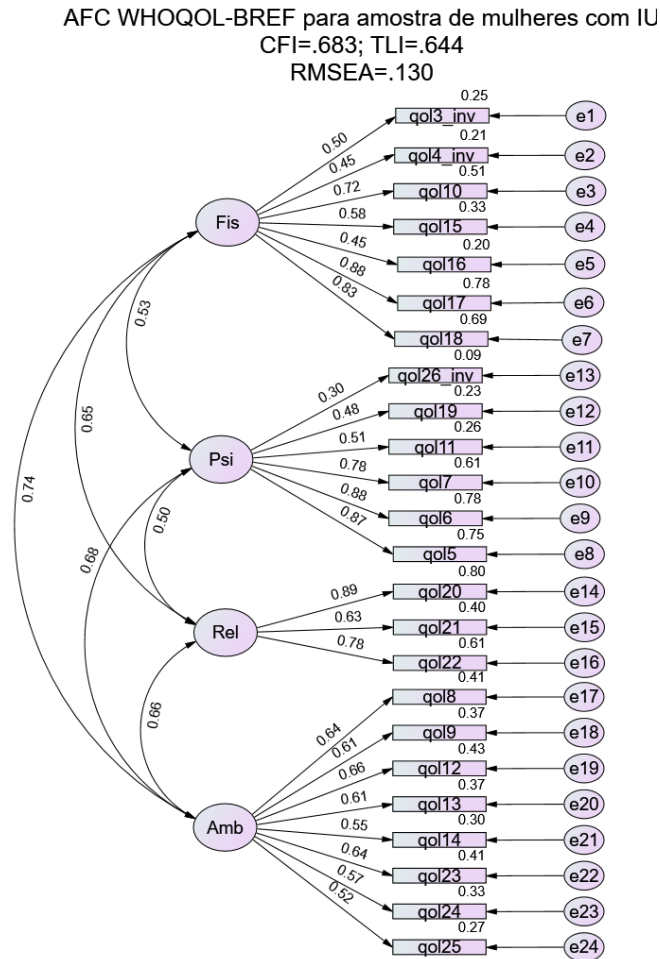 AFC WHOQOL-BREF para amostra de mulheres com IU
CFI=.683; TLI=.644
RMSEA=.130
0.25
0.50 qol3_inv e1
0.21
0.45 qol4_inv e2
0.51
0.72 qol10 e3
0.33
Fis 0.58 qol15 e4
0.20
0.45 qol16 e5
0.78
0.88 qol17 e6
0.69
0.83 qol18 e7
0.53
0.09
0.30 qol26_inv e13
0.23
0.48 qol19 e12
0.65
0.26
0.51 qol11 e11
0.61
Psi 0.78 qol7 e10
0.74
0.78
0.88 qol6 e9
0.50
0.75
0.87 qol5 e8
0.68
0.80
0.89 qol20 e14
0.40
Rel 0.63 qol21 e15
0.61
0.78 qol22 e16
0.66
0.41
0.64 qol8 e17
0.37
0.61 qol9 e18
0.43
0.66 qol12 e19
0.37
0.61 qol13 e20
0.30
Amb 0.55 qol14 e21
0.41
0.64 qol23 e22
0.33
0.57 qol24 e23
0.27
0.52 qol25 e24